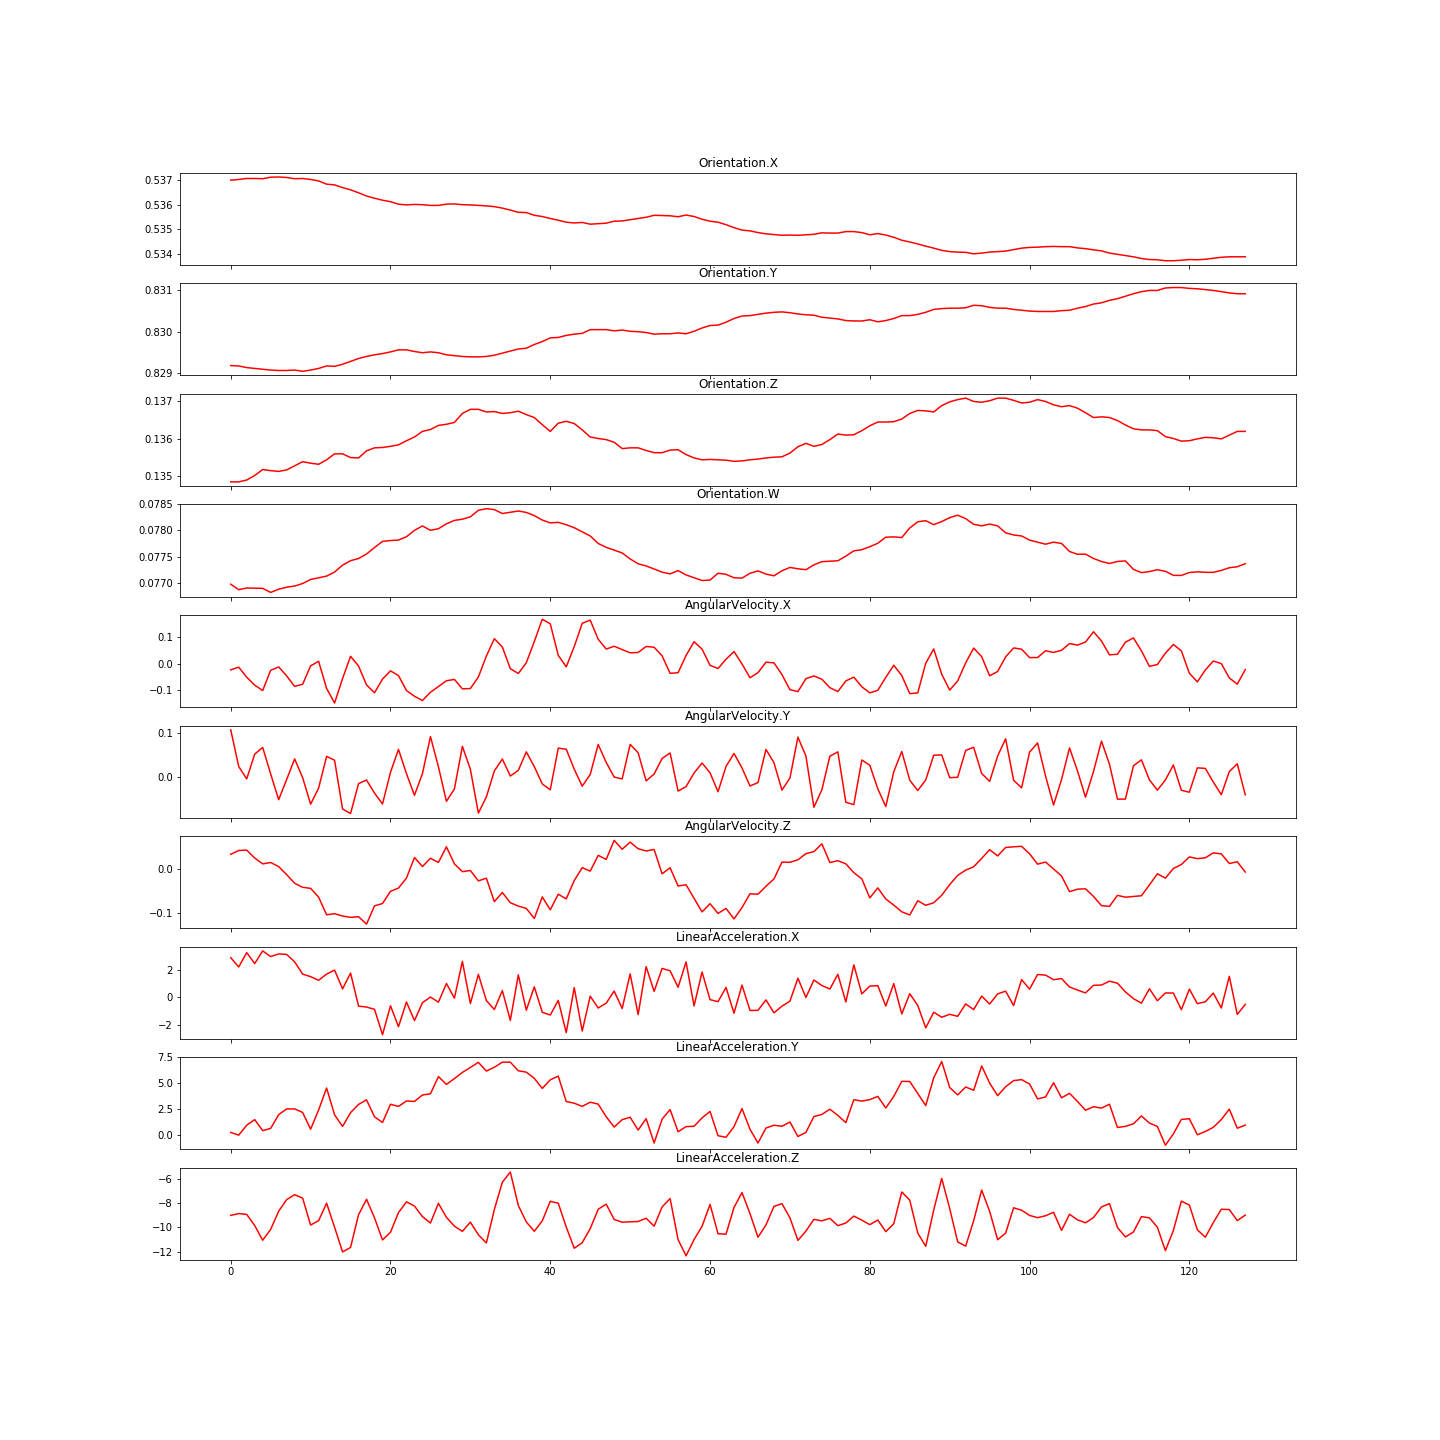 Orientation.X
0.537
0.536
0.535
0.534
Orientation.Y
0.831
0.830
0.829
Orientation.Z
0.137
0.136
0.135
Orientation.W
0.0785
0.0780
0.0775
0.0770
AngularVelocity.X
0.1
0.0
−0.1
AngularVelocity.Y
0.1
0.0
AngularVelocity.Z
0.0
−0.1
LinearAcceleration.X
2
0
−2
LinearAcceleration.Y
7.5
5.0
2.5
0.0
LinearAcceleration.Z
−6
−8
−10
−12
0 20 40 60 80 100 120